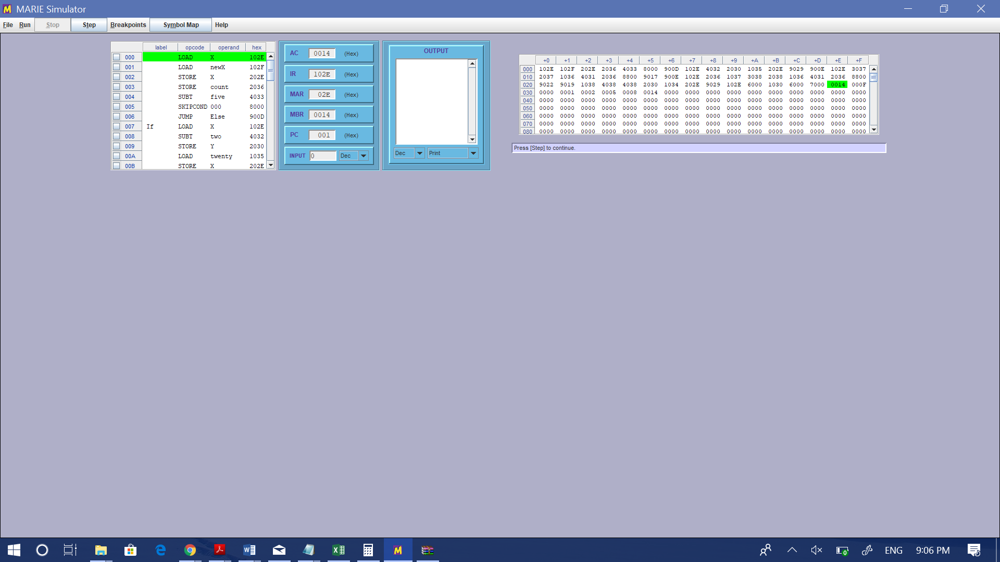 MARIE Simulator
File Run Stop Step Breakpoints Symbol Map Help
label opcode operand hex
000 LOAD X 102E
001 LOAD newX 102F
002 STORE X 202E
003 STORE count 2036
004 SUBT five 4033
005 SKIPCOND 000 8000
006 JUMP Else 900D
007 If LOAD X 102E
008 SUBT two 4032
009 STORE Y 2030
00A LOAD twenty 1035
00B STORE X 202E
AC 0014 (Hex)
IR 102E (Hex)
MAR 02E (Hex)
MBR 0014 (Hex)
PC 001 (Hex)
INPUT 0 Dec
OUTPUT
Dec Print
+0 +1 +2 +3 +4 +5 +6 +7 +8 +9 +A +B +C +D +E +F
000 102E 102F 202E 2036 4033 8000 900D 102E 4032 2030 1035 202E 9029 900E 102E 3037
010 2037 1036 4031 2036 8800 9017 900E 102E 2036 1037 3038 2038 1036 4031 2036 8800
020 9022 9019 1038 4038 4038 2030 1034 202E 9029 102E 6000 1030 6000 7000 0014 000F
030 0000 0001 0002 0005 0008 0014 0000 0000 0000 0000 0000 0000 0000 0000 0000 0000
040 0000 0000 0000 0000 0000 0000 0000 0000 0000 0000 0000 0000 0000 0000 0000 0000
050 0000 0000 0000 0000 0000 0000 0000 0000 0000 0000 0000 0000 0000 0000 0000 0000
060 0000 0000 0000 0000 0000 0000 0000 0000 0000 0000 0000 0000 0000 0000 0000 0000
070 0000 0000 0000 0000 0000 0000 0000 0000 0000 0000 0000 0000 0000 0000 0000 0000
080 0000 0000 0000 0000 0000 0000 0000 0000 0000 0000 0000 0000 0000 0000 0000 0000
Press [Step] to continue.
ENG 9:06 PM